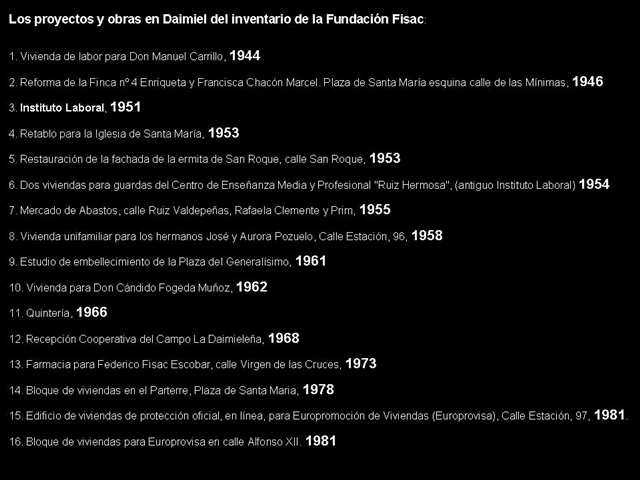 Los proyectos y obras en Daimiel del inventario de la Fundación Fisac:
1. Vivienda de labor para Don Manuel Carrillo, 1944
2. Reforma de la Finca nº 4 Enriqueta y Francisca Chacón Marcel. Plaza de Santa María esquina calle de las Mínimas, 1946
3. Instituto Laboral, 1951
4. Retablo para la Iglesia de Santa María, 1953
5. Restauración de la fachada de la ermita de San Roque, calle San Roque, 1953
6. Dos viviendas para guardas del Centro de Enseñanza Media y Profesional "Ruiz Hermosa", (antiguo Instituto Laboral) 1954
7. Mercado de Abastos, calle Ruiz Valdepeñas, Rafaela Clemente y Prim, 1955
8. Vivienda unifamiliar para los hermanos José y Aurora Pozuelo, Calle Estación, 96, 1958
9. Estudio de embellecimiento de la Plaza del Generalísimo, 1961
10. Vivienda para Don Cándido Fogeda Muñoz, 1962
11. Quintería, 1966
12. Recepción Cooperativa del Campo La Daimieleña, 1968
13. Farmacia para Federico Fisac Escobar, calle Virgen de las Cruces, 1973
14. Bloque de viviendas en el Parterre, Plaza de Santa Maria, 1978
15. Edificio de viviendas de protección oficial, en línea, para Europromoción de Viviendas (Europrovisa), Calle Estación, 97, 1981.
16. Bloque de viviendas para Europrovisa en calle Alfonso XII. 1981